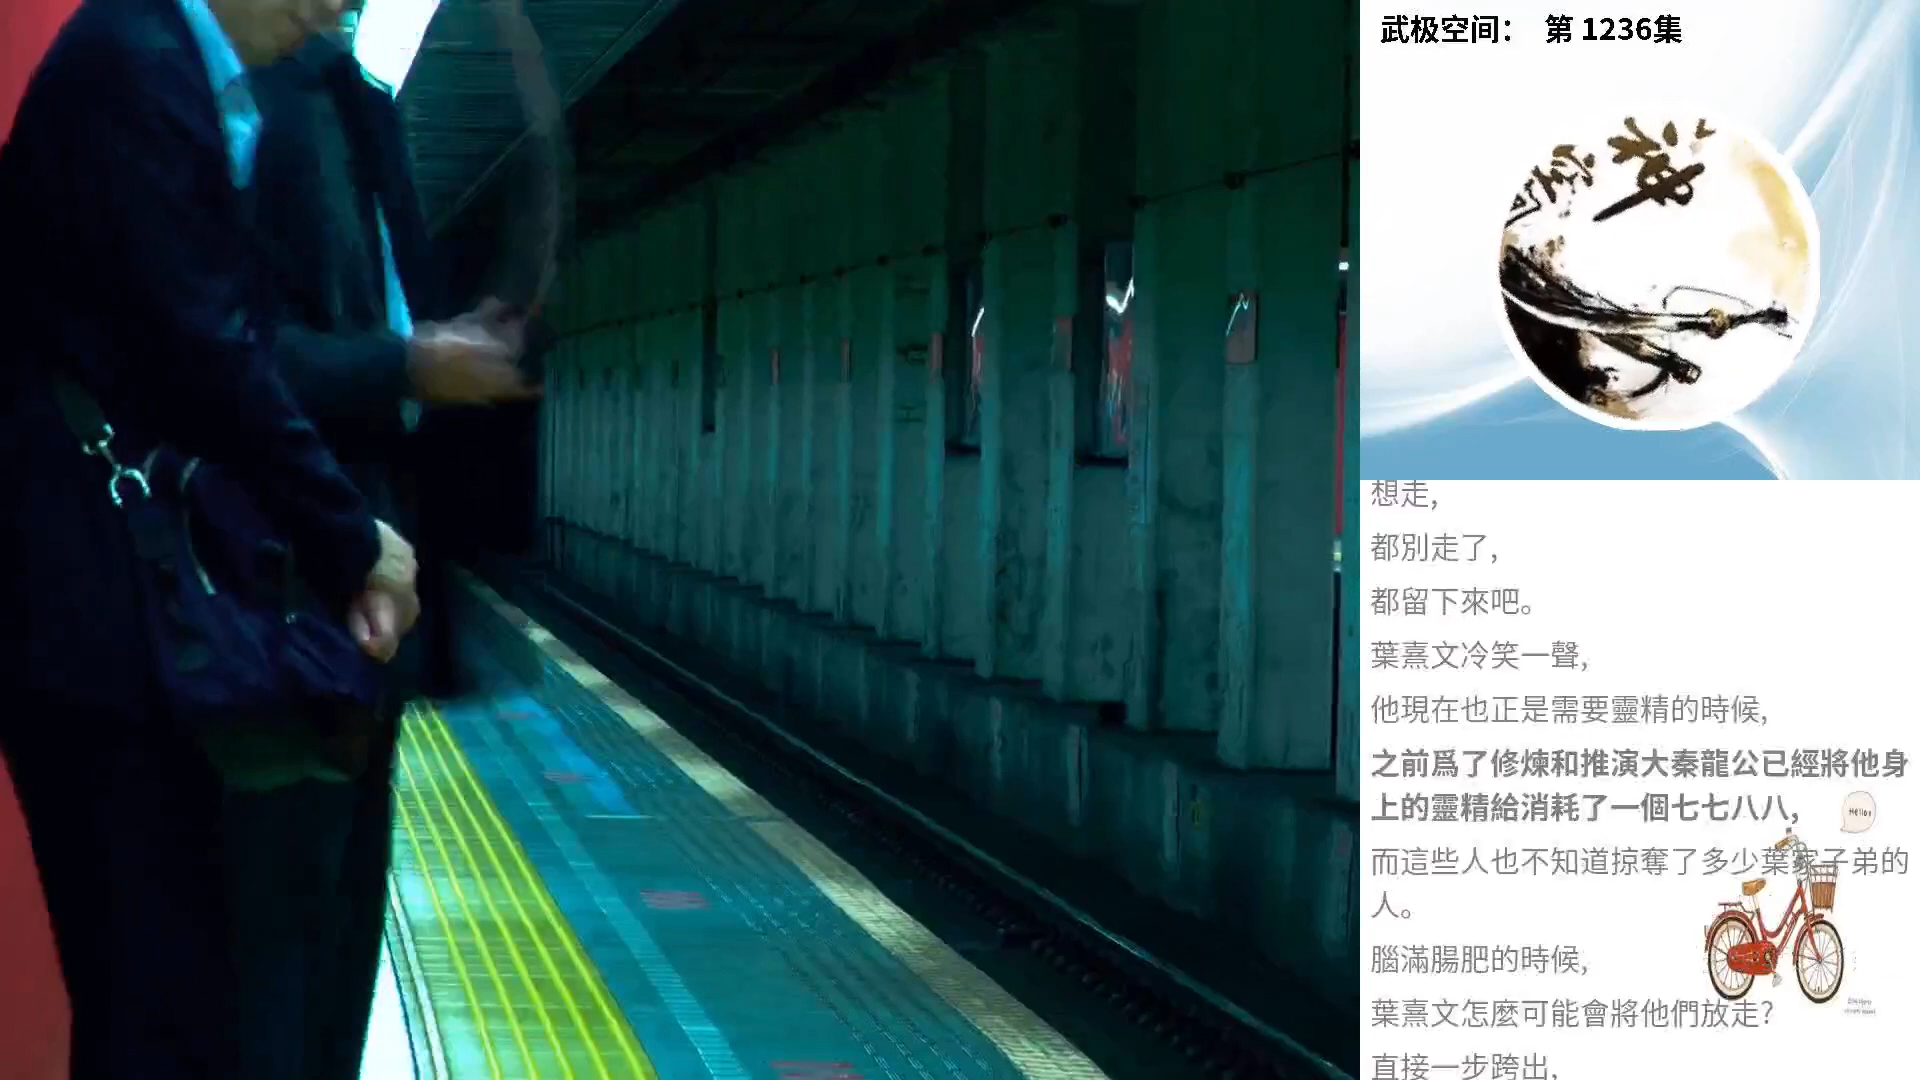 武极空间： 第 1236集
神
空
想走,
都別走了,
都留下來吧。
葉熹文冷笑一聲,
他現在也正是需要靈精的時候,
之前爲了修煉和推演大秦龍公已經將他身
上的靈精給消耗了一個七七八八,
Hello!
而這些人也不知道掠奪了多少葉家子弟的
人。
腦滿腸肥的時候,
葉熹文怎麼可能會將他們放走?
直接一步跨出,